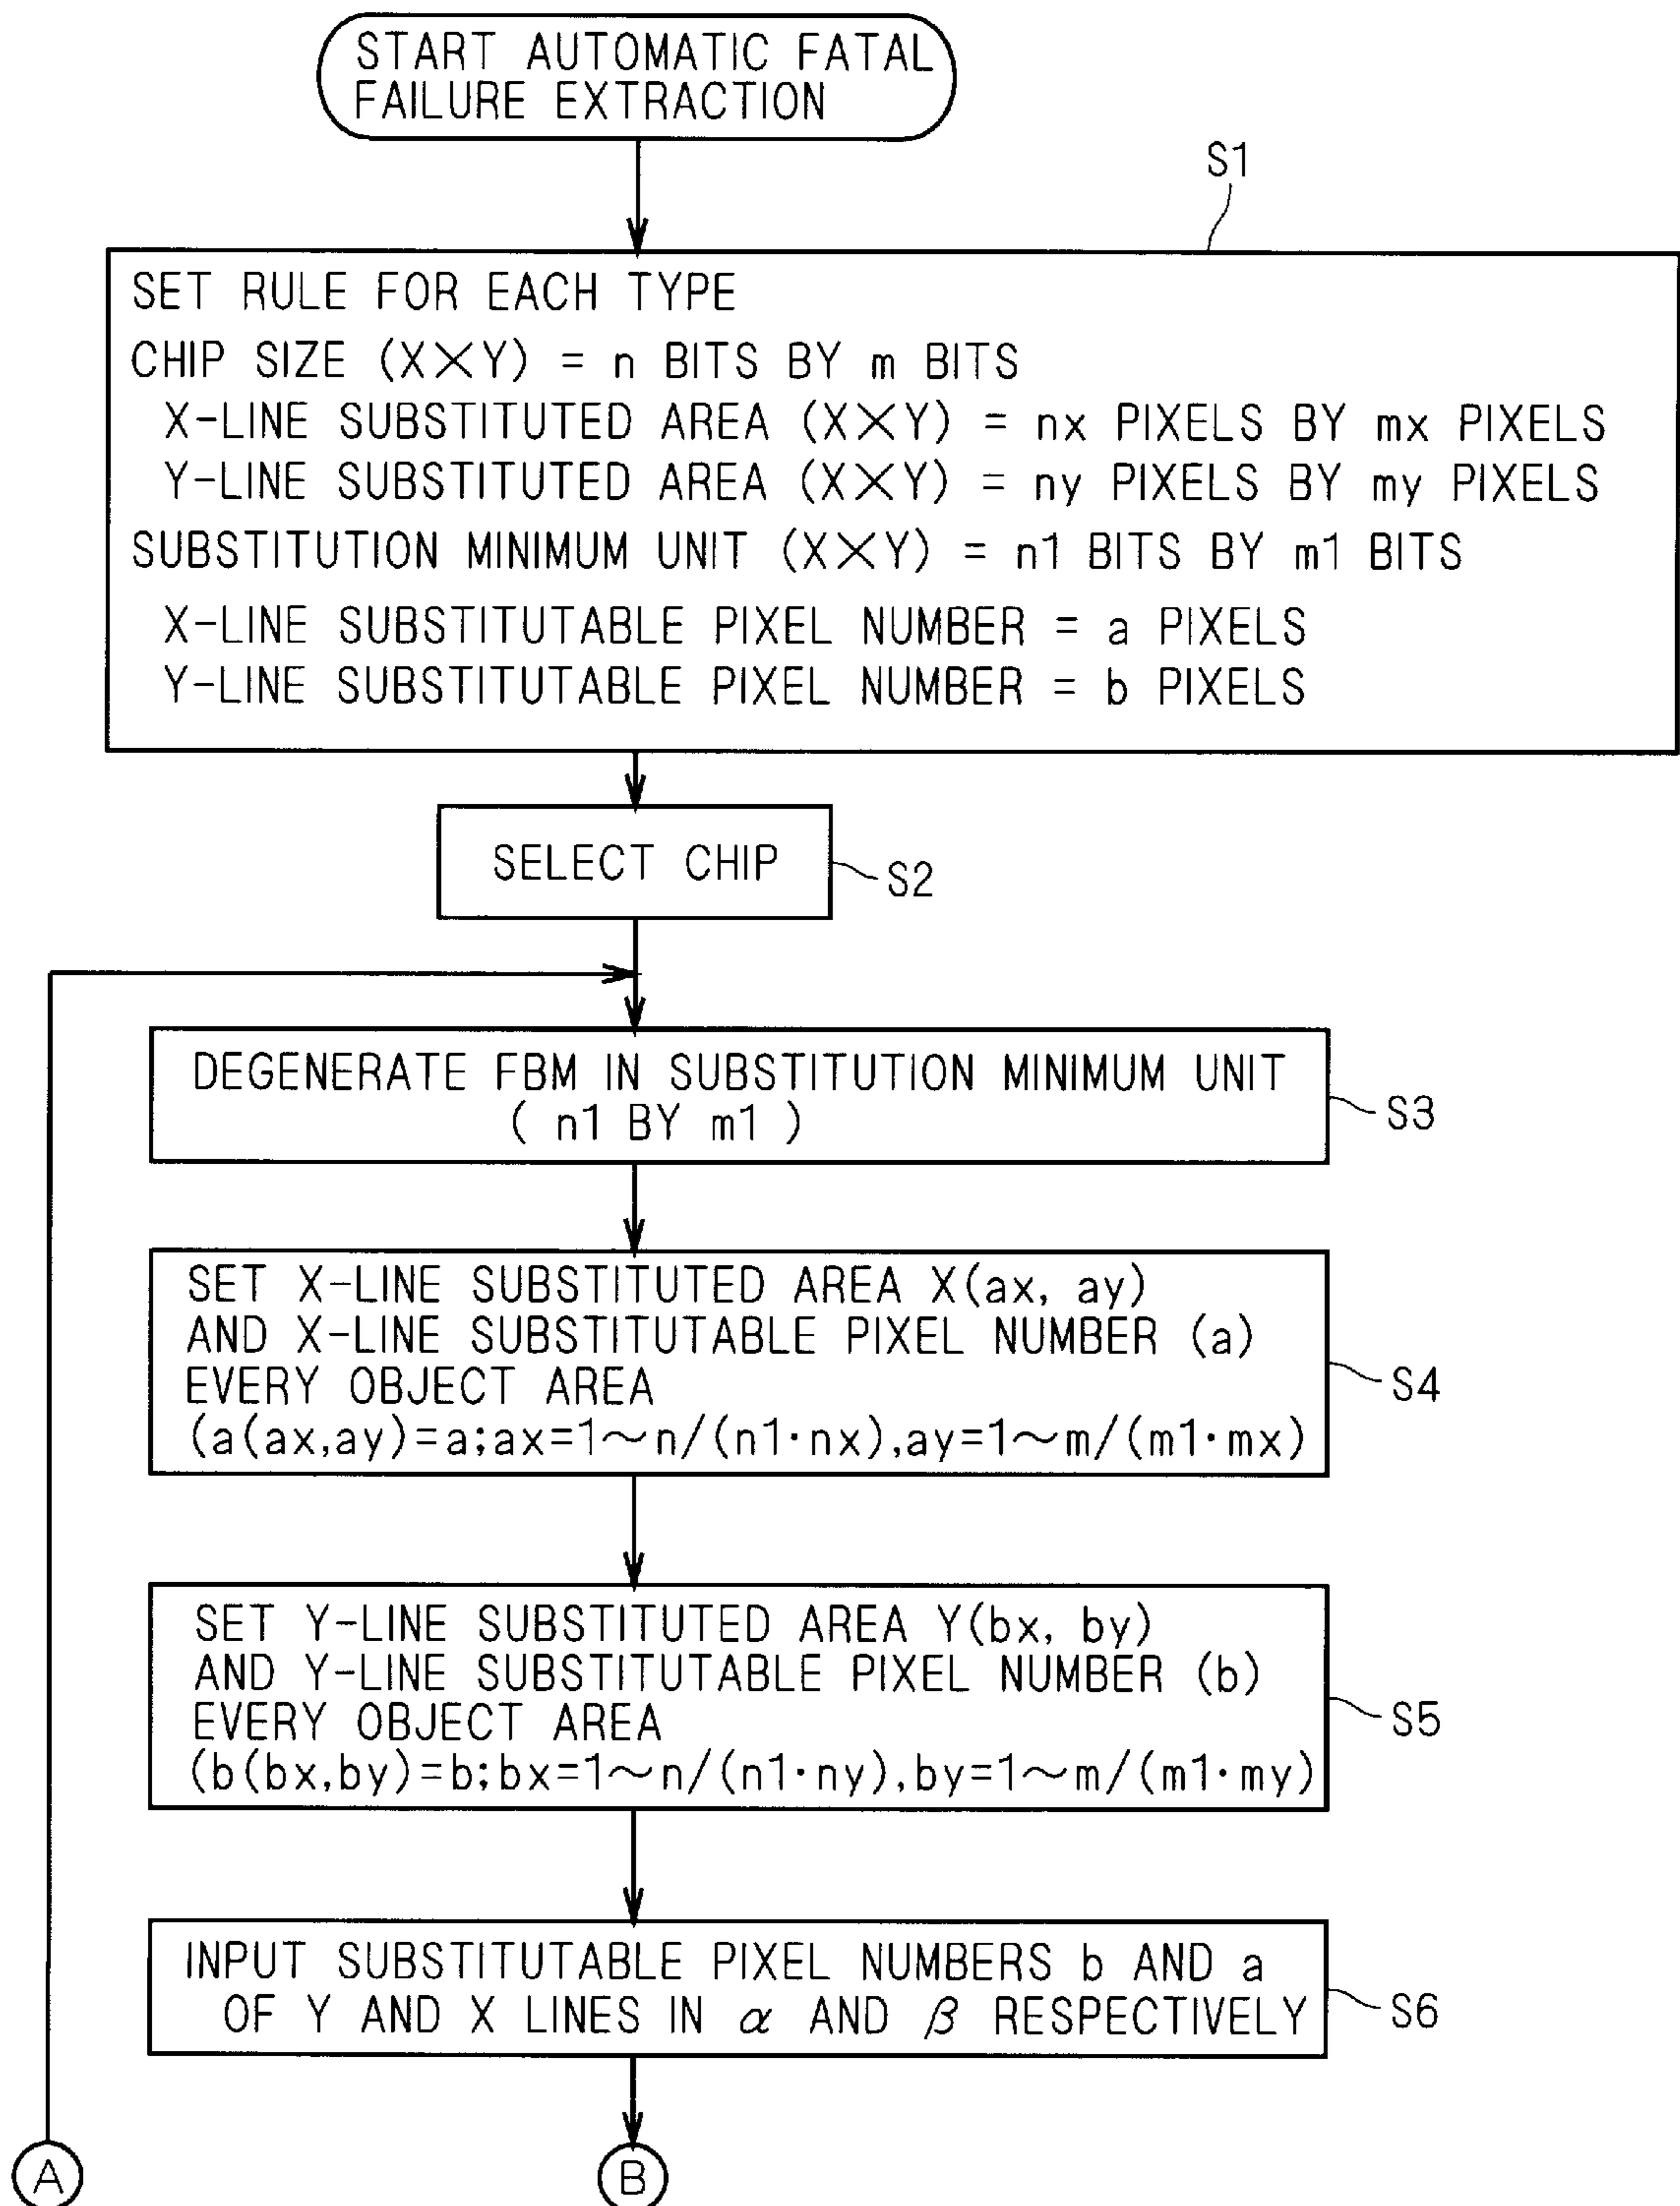 START AUTOMATIC FATAL
FAILURE EXTRACTION
S1
SET RULE FOR EACH TYPE
CHIP SIZE (X×Y) = n BITS BY m BITS
X-LINE SUBSTITUTED AREA (X×Y) = nx PIXELS BY mx PIXELS
Y-LINE SUBSTITUTED AREA (X×Y) = ny PIXELS BY my PIXELS
SUBSTITUTION MINIMUM UNIT (X×Y) = n1 BITS BY m1 BITS
X-LINE SUBSTITUTABLE PIXEL NUMBER = a PIXELS
Y-LINE SUBSTITUTABLE PIXEL NUMBER = b PIXELS
SELECT CHIP
S2
DEGENERATE FBM IN SUBSTITUTION MINIMUM UNIT
( n1 BY m1 )
S3
SET X-LINE SUBSTITUTED AREA X(ax, ay)
AND X-LINE SUBSTITUTABLE PIXEL NUMBER (a)
EVERY OBJECT AREA
(a(ax,ay)=a;ax=1~n/(n1·nx),ay=1~m/(m1·mx)
S4
SET Y-LINE SUBSTITUTED AREA Y(bx, by)
AND Y-LINE SUBSTITUTABLE PIXEL NUMBER (b)
EVERY OBJECT AREA
(b(bx,by)=b;bx=1~n/(n1·ny),by=1~m/(m1·my)
S5
INPUT SUBSTITUTABLE PIXEL NUMBERS b AND a
OF Y AND X LINES IN α AND β RESPECTIVELY
S6
A
B